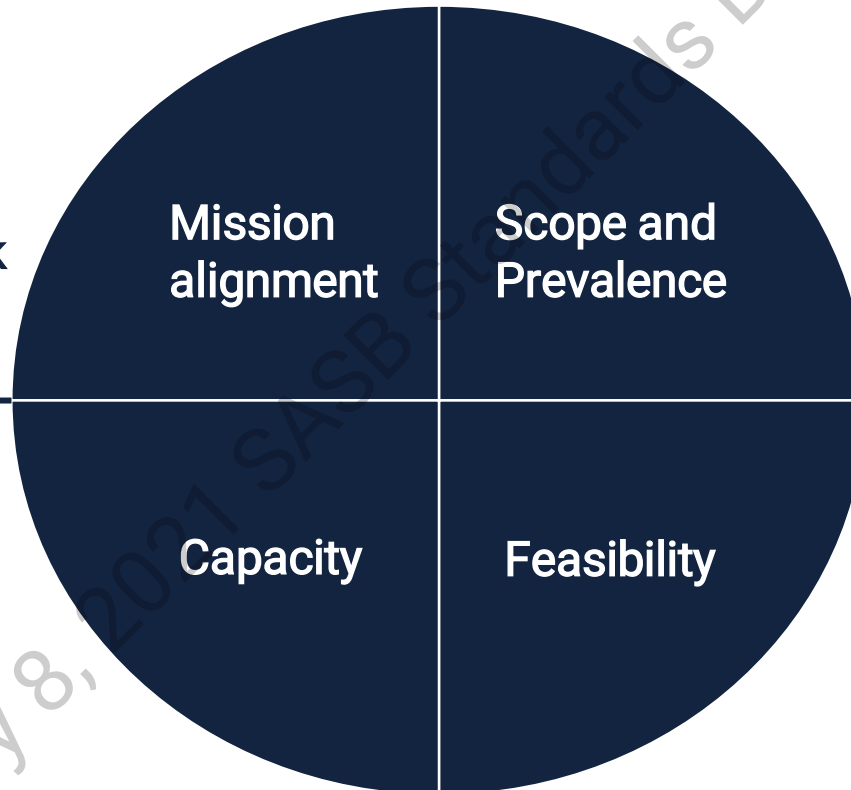 Mission
alignment
Scope and
Prevalence
Capacity
Feasibility
8, 2021 SASB Standards